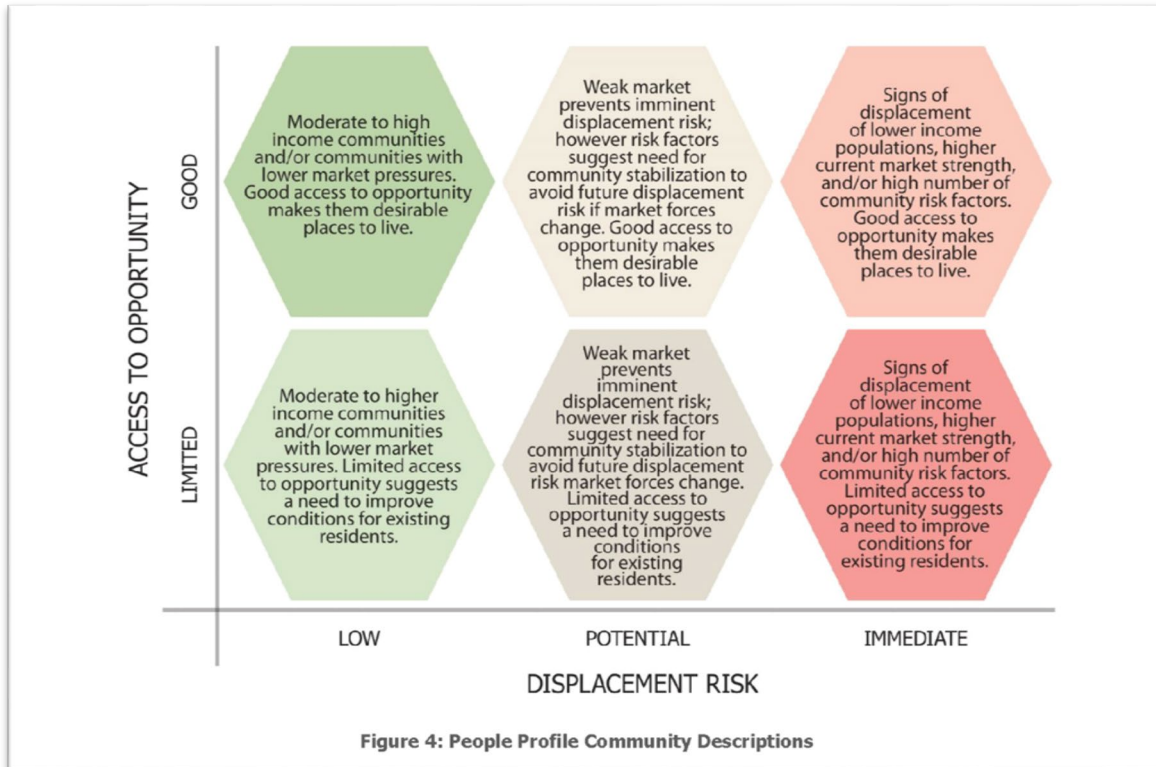 ACCESS TO OPPORTUNITY
GOOD
Moderate to high
income communities
and/or communities with
lower market pressures.
Good access to opportunity
makes them desirable
places to live.
Weak market
prevents imminent
displacement risk;
however risk factors
suggest need for
community stabilization to
avoid future displacement
risk if market forces
change. Good access to
opportunity makes
them desirable
places to live.
Signs of
displacement
of lower income
populations, higher
current market strength,
and/or high number of
community risk factors.
Good access to
opportunity makes
them desirable
places to live.
LIMITED
Moderate to higher
income communities
and/or communities
with lower market
pressures. Limited access
to opportunity suggests
a need to improve
conditions for existing
residents.
Weak market
prevents
imminent
displacement risk;
however risk factors
suggest need for
community stabilization to
avoid future displacement
risk market forces change.
Limited access to
opportunity suggests
a need to improve
conditions
for existing
residents.
Signs of
displacement
of lower income
populations, higher
current market strength,
and/or high number of
community risk factors.
Limited access to
opportunity suggests
a need to improve
conditions for
existing residents.
LOW
POTENTIAL
IMMEDIATE
DISPLACEMENT RISK
Figure 4: People Profile Community Descriptions